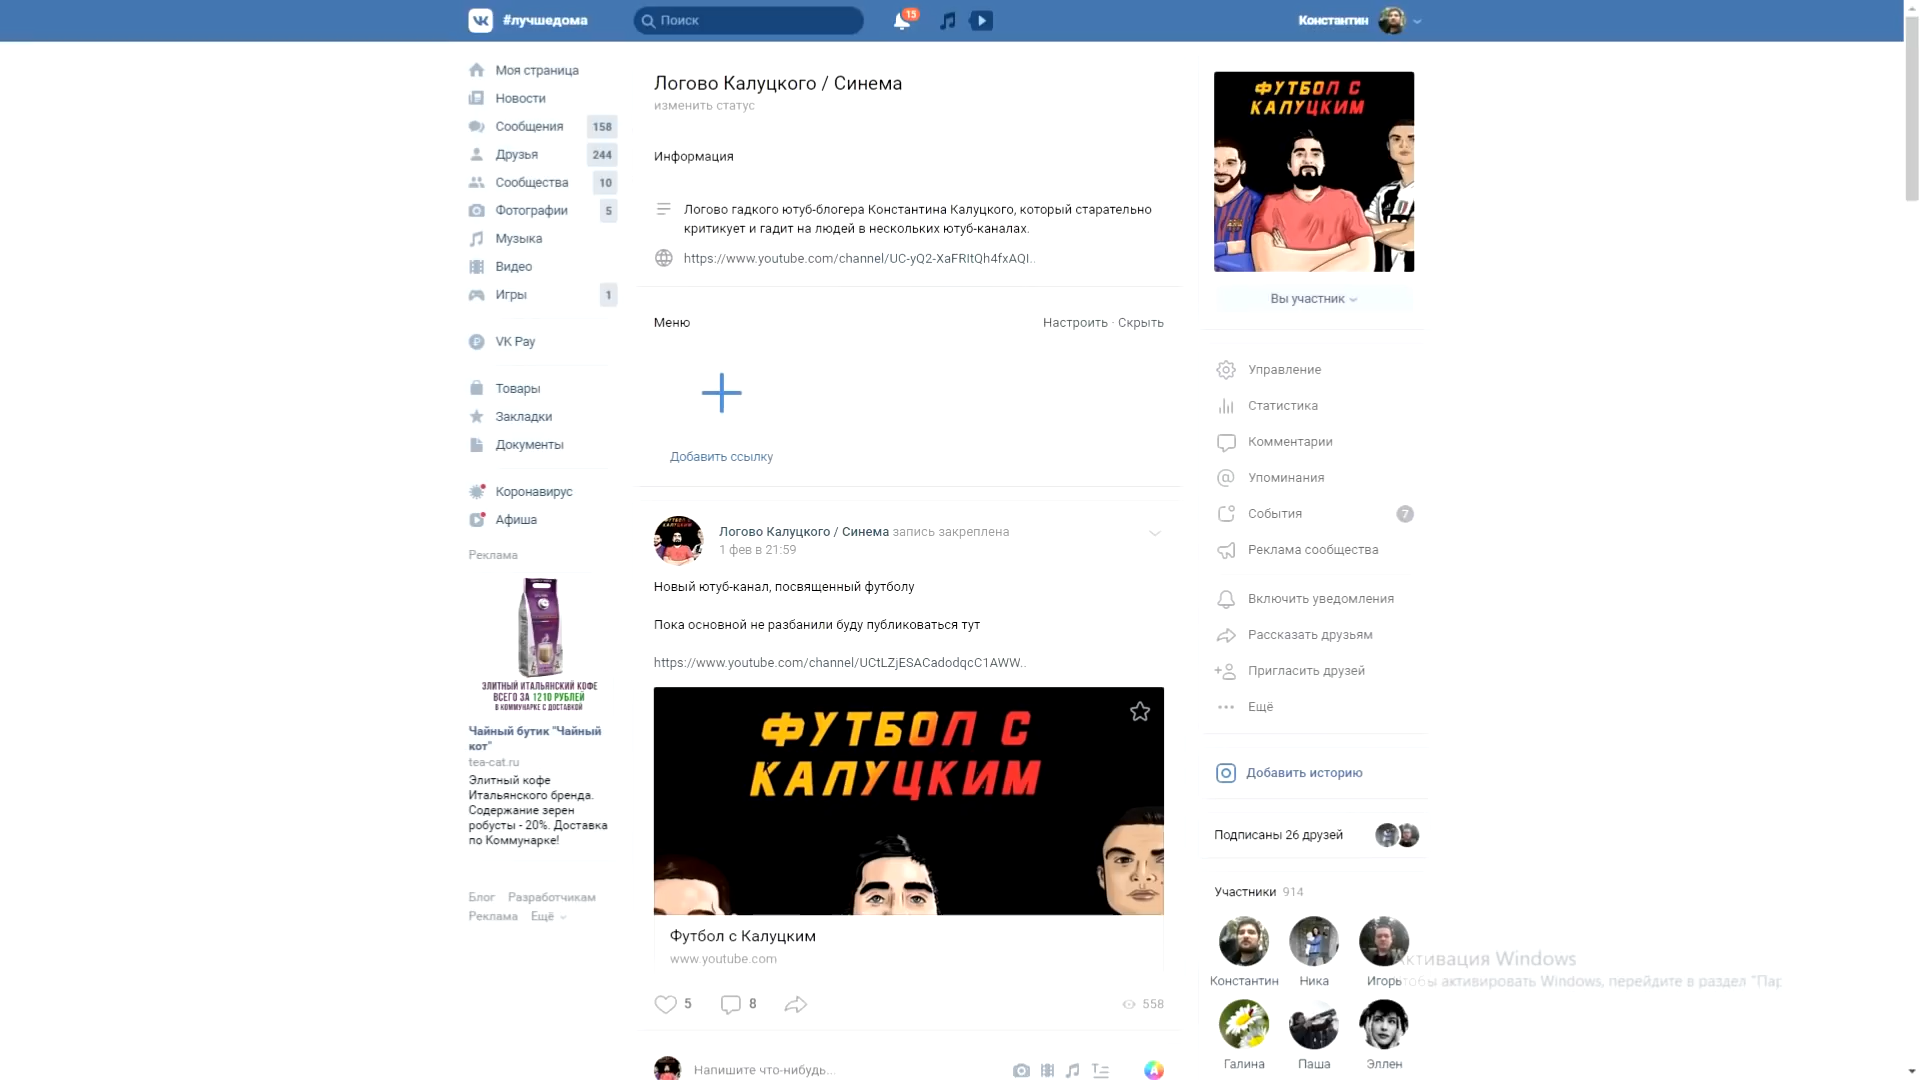 #лучшедома
Поиск
15
Константин
Моя страница
Новости
Сообщения 158
Друзья 244
Сообщества 10
Фотографии 5
Музыка
Видео
Игры 1
VK Pay
Товары
Закладки
Документы
Коронавирус
Афиша
Реклама
ЭЛИТНЫЙ ИТАЛЬЯНСКИЙ КОФЕ
ВСЕГО ЗА 1210 РУБЛЕЙ
В КОММУНАРКЕ С ДОСТАВКОЙ
Чайный бутик "Чайный
кот"
tea-cat.ru
Элитный кофе
Итальянского бренда.
Содержание зерен
робусты - 20%. Доставка
по Коммунарке!
Блог Разработчикам
Реклама Ещё
Логово Калуцкого / Синема
изменить статус
Информация
Логово гадкого ютуб-блогера Константина Калуцкого, который старательно
критикует и гадит на людей в нескольких ютуб-каналах.
https://www.youtube.com/channel/UC-yQ2-XaFRItQh4fxAQI..
Меню
Настроить · Скрыть
Добавить ссылку
Логово Калуцкого / Синема запись закреплена
1 фев в 21:59
Новый ютуб-канал, посвященный футболу
Пока основной не разбанили буду публиковаться тут
https://www.youtube.com/channel/UCtLZjESACadodqcC1AWW..
ФУТБОЛ С
КАЛУЦКИМ
Футбол с Калуцким
www.youtube.com
5 8 558
Напишите что-нибудь...
ФУТБОЛ С
КАЛУЦКИМ
Вы участник
Управление
Статистика
Комментарии
Упоминания
События 7
Реклама сообщества
Включить уведомления
Рассказать друзьям
Пригласить друзей
Ещё
Добавить историю
Подписаны 26 друзей
Участники 914
Константин Ника Игорь
Галина Паша Эллен
Активация Windows
Чтобы активировать Windows, перейдите в раздел "Пар